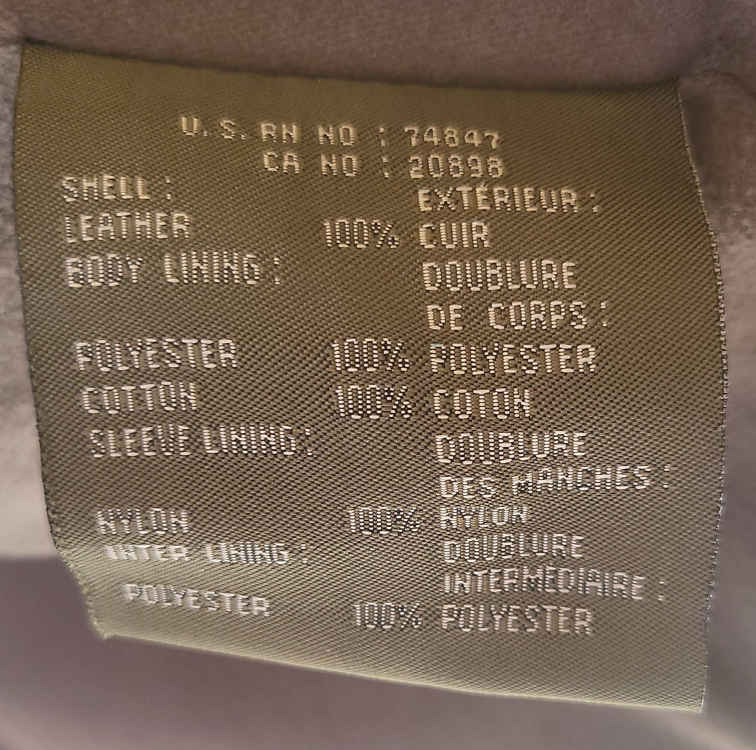 U.S. RN NO : 74847
CA NO : 20898
SHELL : EXTÉRIEUR :
LEATHER 100% CUIR
BODY LINING : DOUBLURE
DE CORPS :
POLYESTER 100% POLYESTER
COTTON 100% COTON
SLEEVE LINING : DOUBLURE
DES MANCHES :
NYLON 100% NYLON
INTER LINING : DOUBLURE
INTERMEDIAIRE :
POLYESTER 100% POLYESTER